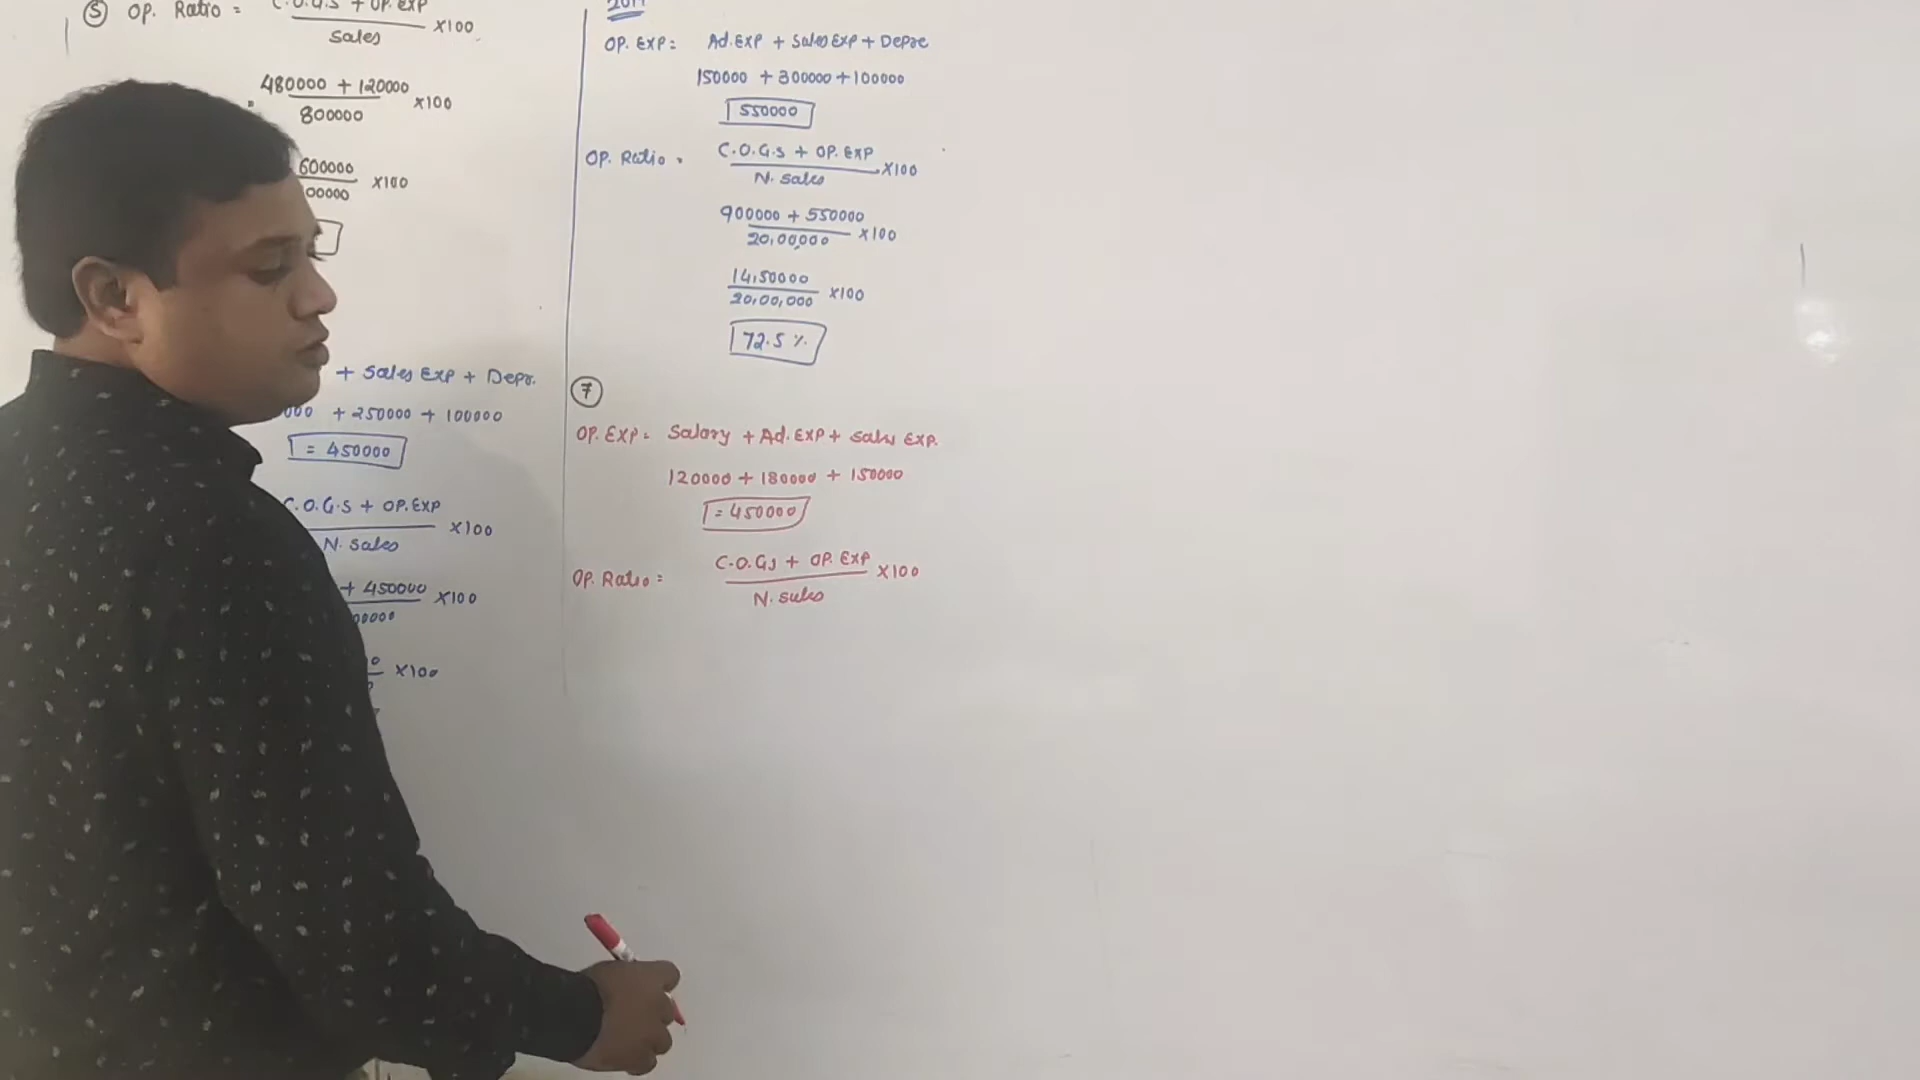 5 OP. Ratio = C.O.G.S + OP. EXP / Sales X100
480000 + 120000 / 800000 X100
600000 / 00000 X100
+ Sales EXP + Depr.
000 + 250000 + 100000
= 450000
C.O.G.S + OP.EXP / N. Sales X100
+ 450000 / 00000 X100
X100
OP. EXP = Ad.EXP + Sales EXP + Depre
150000 + 300000 + 100000
550000
OP. Ratio = C.O.G.S + OP. EXP / N. Sales X100
900000 + 550000 / 20,00,000 X100
14,50000 / 20,00,000 X100
72.5 %
7
OP. EXP = Salary + Ad. EXP + Sales EXP.
120000 + 180000 + 150000
= 450000
OP. Ratio = C.O.G.S + OP. EXP / N. Sales X100